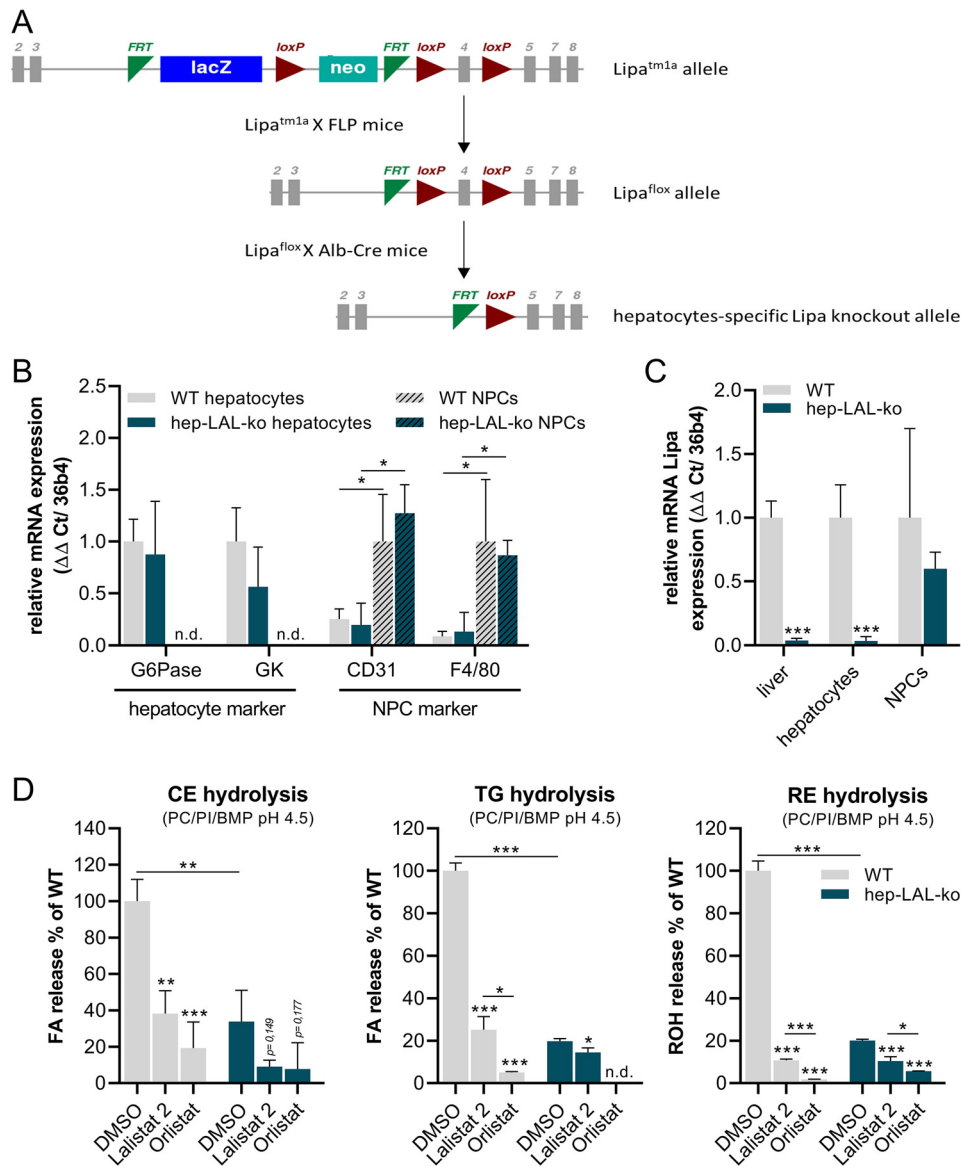 A
2 3 FRT loxP FRT loxP 4 loxP 5 7 8
lacZ neo
Lipa^tm1a allele
Lipa^tm1a X FLP mice
2 3 FRT loxP 4 loxP 5 7 8
Lipa^flox allele
Lipa^flox X Alb-Cre mice
2 3 FRT loxP 5 7 8
hepatocytes-specific Lipa knockout allele
B
relative mRNA expression
(ΔΔ Ct/ 36b4)
2.5
2.0
1.5
1.0
0.5
0.0
WT hepatocytes
hep-LAL-ko hepatocytes
WT NPCs
hep-LAL-ko NPCs
* * * *
n.d. n.d.
G6Pase GK CD31 F4/80
hepatocyte marker NPC marker
C
relative mRNA Lipa
expression (ΔΔ Ct/ 36b4)
2.0
1.5
1.0
0.5
0.0
WT
hep-LAL-ko
*** ***
liver hepatocytes NPCs
D
CE hydrolysis
(PC/PI/BMP pH 4.5)
FA release % of WT
140
120
100
80
60
40
20
0
**
** *** p=0,149 p=0,177
DMSO Lalistat 2 Orlistat DMSO Lalistat 2 Orlistat
TG hydrolysis
(PC/PI/BMP pH 4.5)
FA release % of WT
120
100
80
60
40
20
0
***
*
*** *** * n.d.
DMSO Lalistat 2 Orlistat DMSO Lalistat 2 Orlistat
RE hydrolysis
(PC/PI/BMP pH 4.5)
ROH release % of WT
120
100
80
60
40
20
0
***
WT
hep-LAL-ko
*** *
*** *** *** ***
DMSO Lalistat 2 Orlistat DMSO Lalistat 2 Orlistat